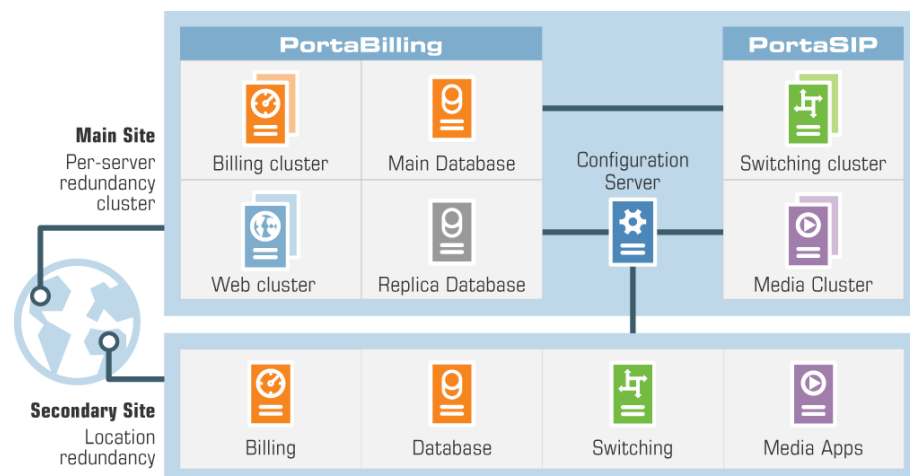 PortaBilling
PortaSIP
Main Site
Per-server
redundancy
cluster
Billing cluster
Main Database
Configuration
Server
Switching cluster
Web cluster
Replica Database
Media Cluster
Secondary Site
Location
redundancy
Billing
Database
Switching
Media Apps